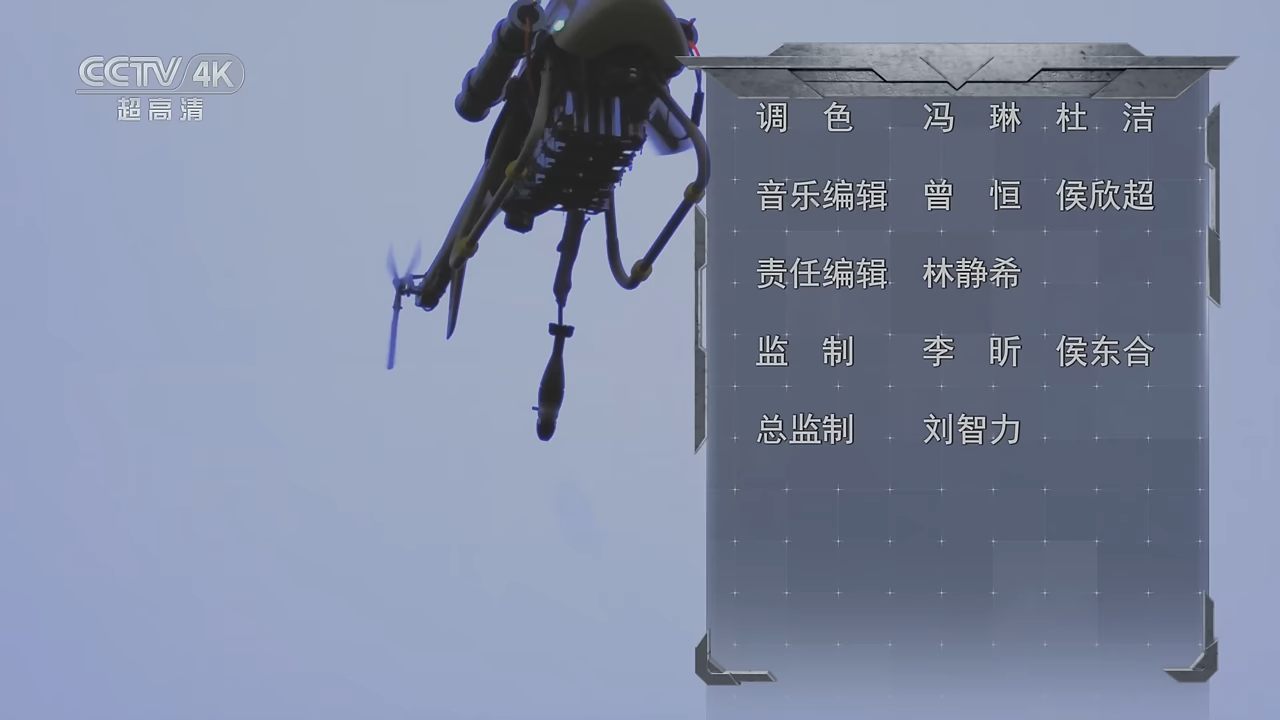 CCTV 4K
超高清
调 色 冯 琳 杜 洁
音乐编辑 曾 恒 侯欣超
责任编辑 林静希
监 制 李 昕 侯东合
总监制 刘智力